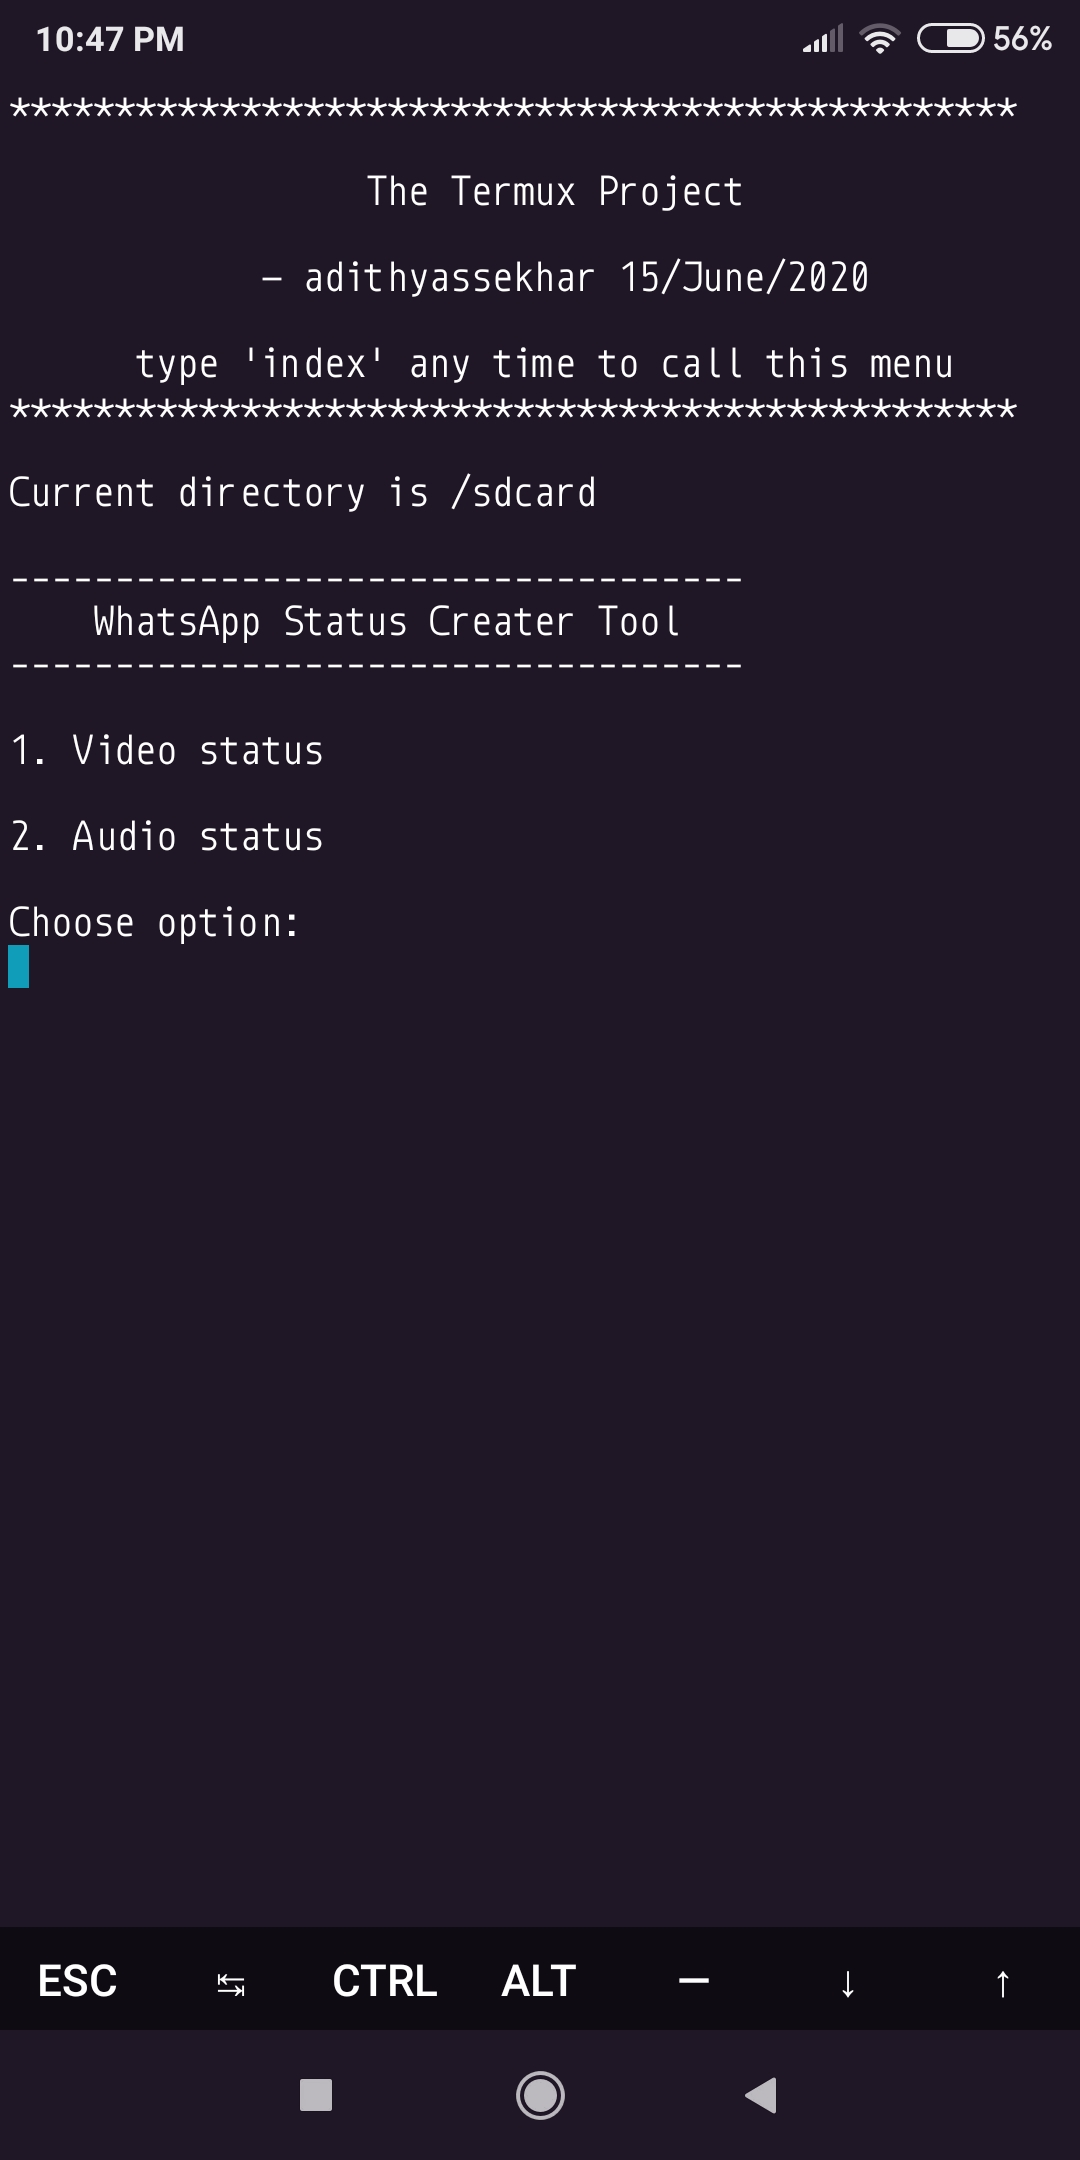 10:47 PM 56%
************************************************
The Termux Project
– adithyassekhar 15/June/2020
type 'index' any time to call this menu
************************************************
Current directory is /sdcard
-----------------------------------
WhatsApp Status Creater Tool
-----------------------------------
1. Video status
2. Audio status
Choose option:
ESC ↹ CTRL ALT — ↓ ↑